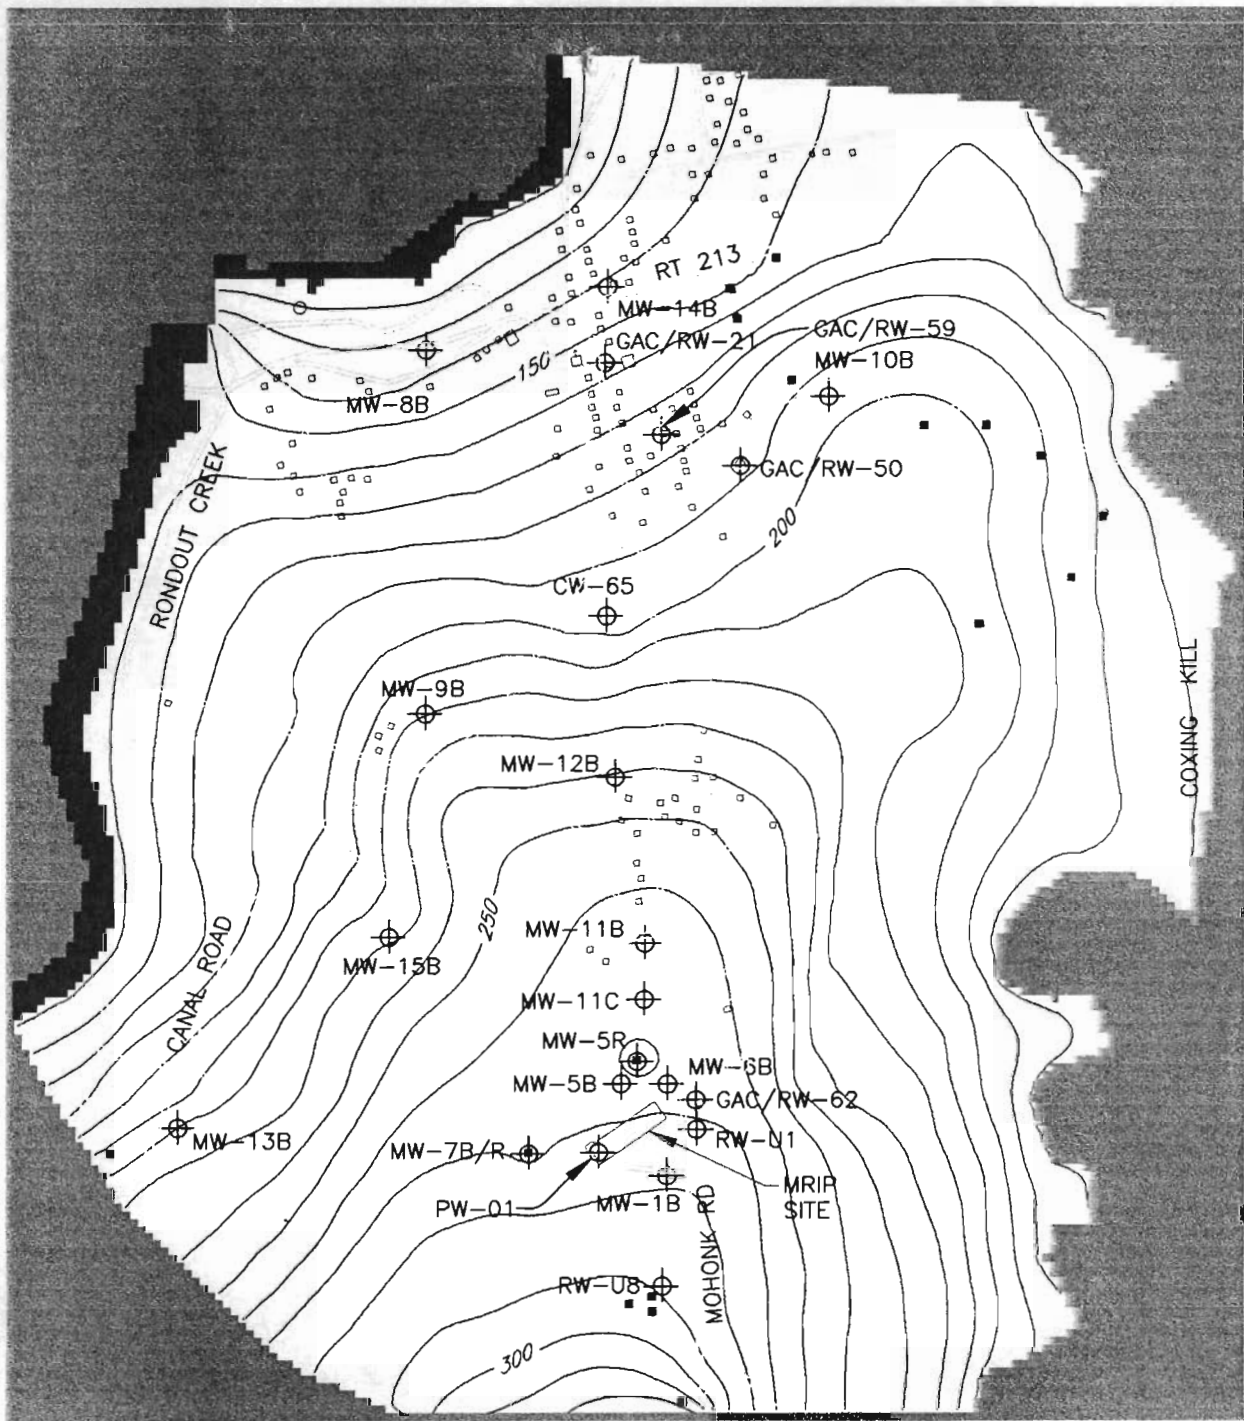 RT 213
MW-14B
GAC/RW-21
GAC/RW-59
150
MW-10B
MW-8B
GAC/RW-50
RONDOUT CREEK
200
CW-65
COXING KILL
MW-9B
MW-12B
250
MW-11B
CANAL ROAD
MW-15B
MW-11C
MW-5R
MW-6B
MW-5B
GAC/RW-62
MW-13B
RW-U1
MW-7B/R
MRIP
SITE
PW-01
MW-1B
MOHONK RD
RW-U8
300